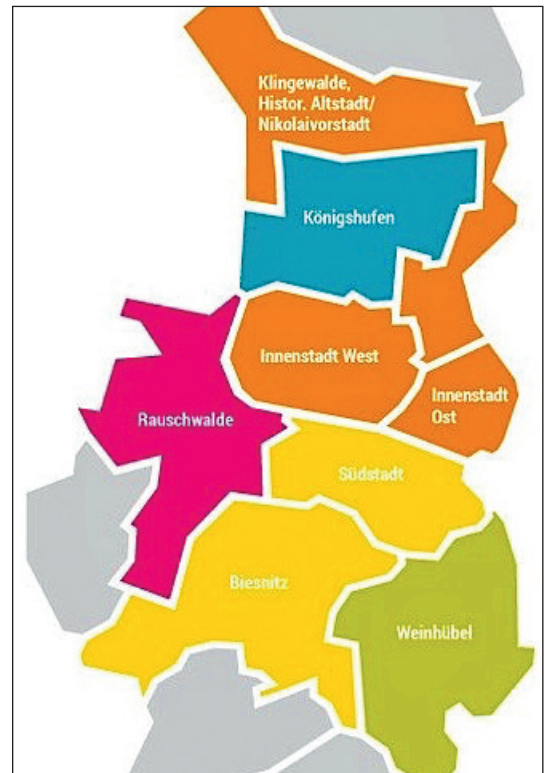 Klingewalde,
Histor. Altstadt/
Nikolaivorstadt
Königshufen
Innenstadt West
Innenstadt
Ost
Rauschwalde
Südstadt
Biesnitz
Weinhübel